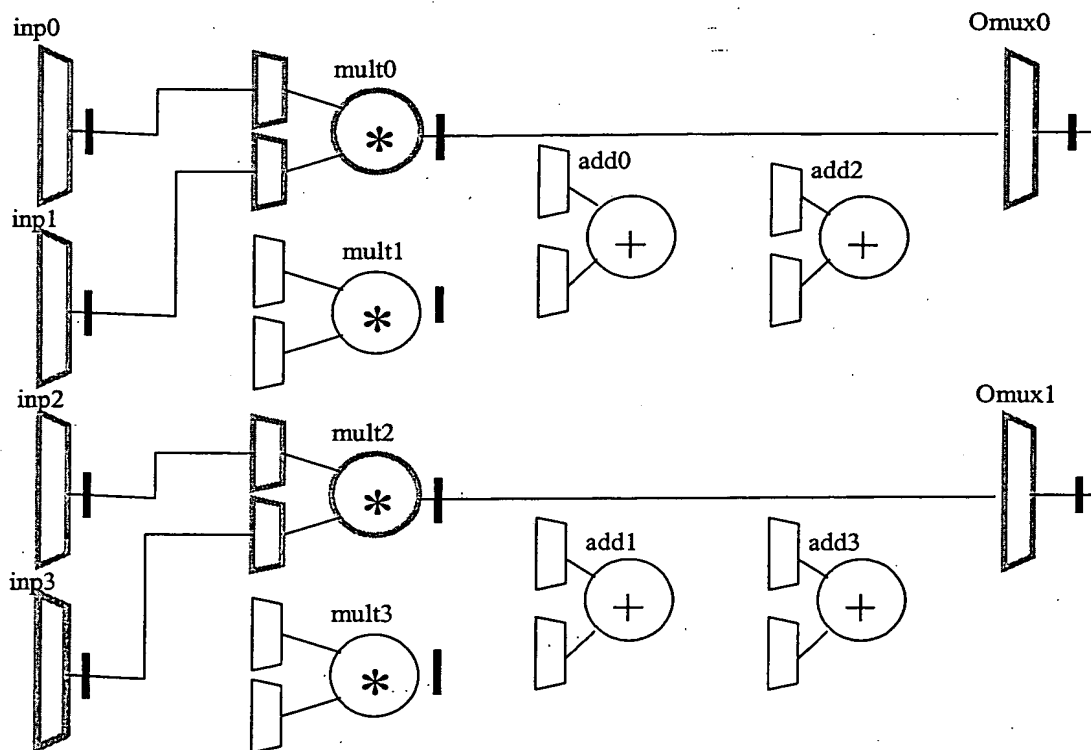 inp0
Omux0
mult0
*
add0
add2
+
+
inp1
mult1
*
inp2
Omux1
mult2
*
add1
add3
+
+
inp3
mult3
*